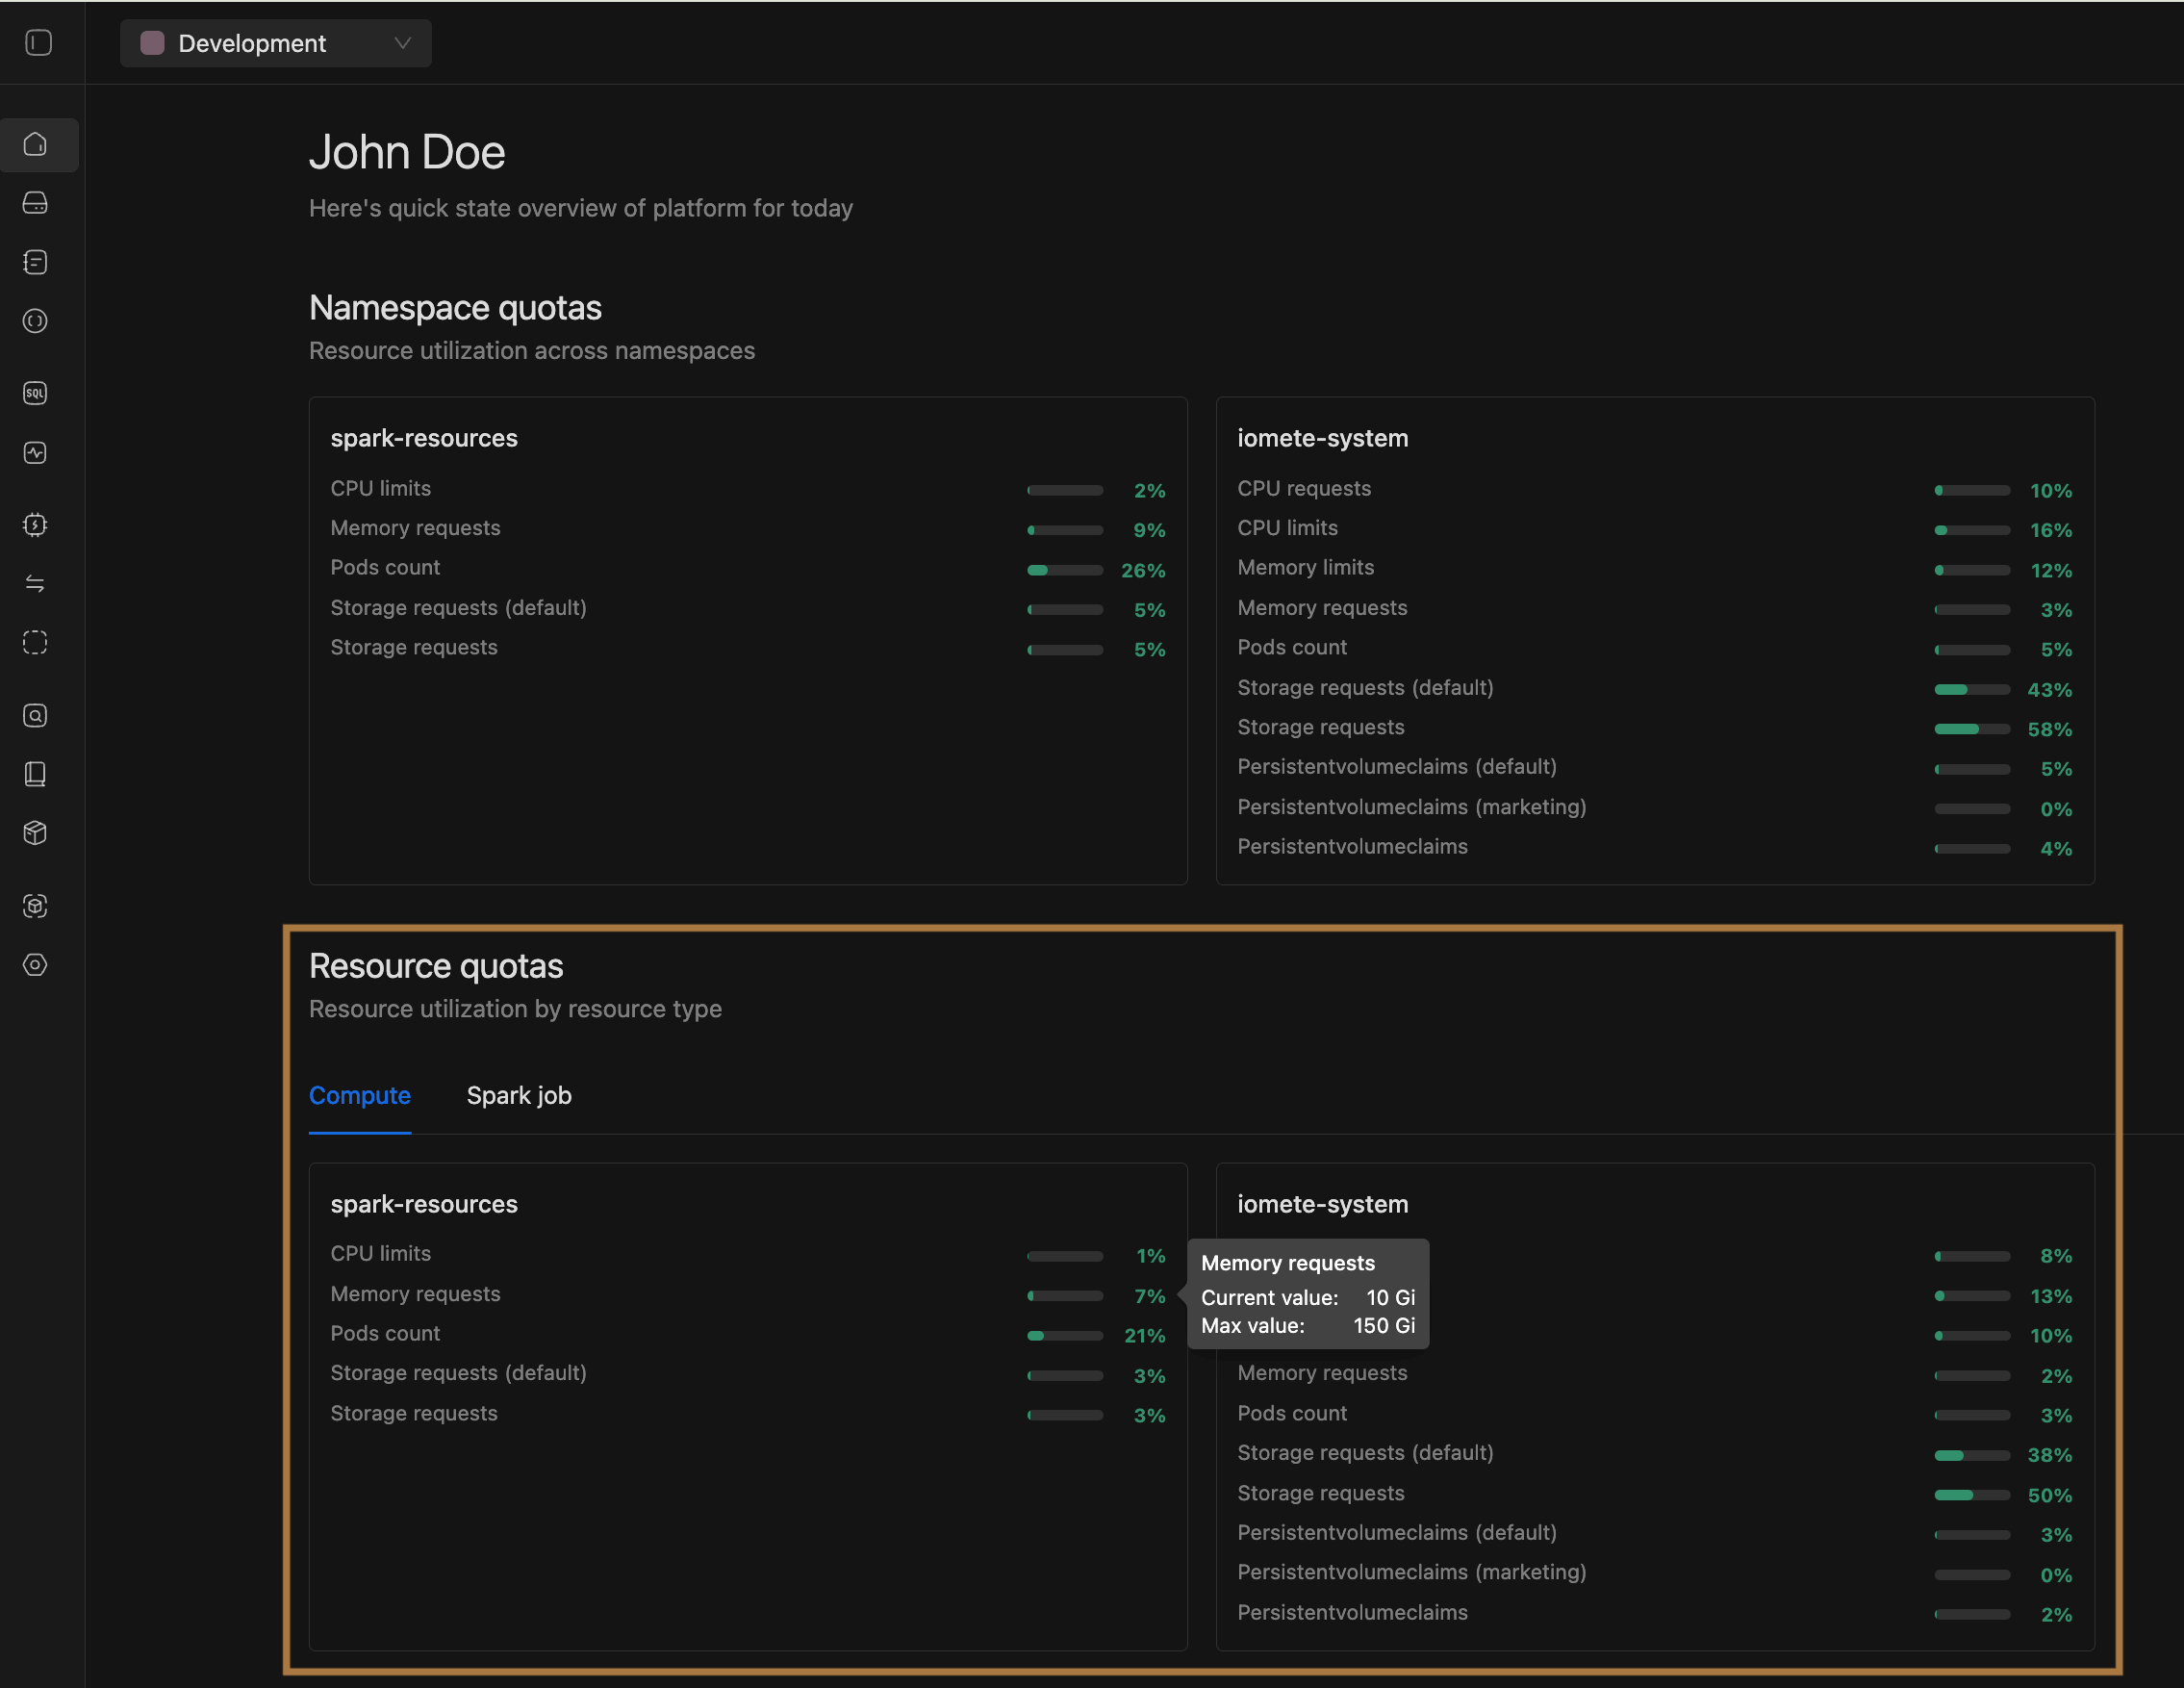 Development
John Doe
Here's quick state overview of platform for today
Namespace quotas
Resource utilization across namespaces
spark-resources
CPU limits 2%
Memory requests 9%
Pods count 26%
Storage requests (default) 5%
Storage requests 5%
iomete-system
CPU requests 10%
CPU limits 16%
Memory limits 12%
Memory requests 3%
Pods count 5%
Storage requests (default) 43%
Storage requests 58%
Persistentvolumeclaims (default) 5%
Persistentvolumeclaims (marketing) 0%
Persistentvolumeclaims 4%
Resource quotas
Resource utilization by resource type
Compute Spark job
spark-resources
CPU limits 1%
Memory requests 7%
Pods count 21%
Storage requests (default) 3%
Storage requests 3%
Memory requests
Current value: 10 Gi
Max value: 150 Gi
iomete-system
8%
13%
10%
Memory requests 2%
Pods count 3%
Storage requests (default) 38%
Storage requests 50%
Persistentvolumeclaims (default) 3%
Persistentvolumeclaims (marketing) 0%
Persistentvolumeclaims 2%
SQL